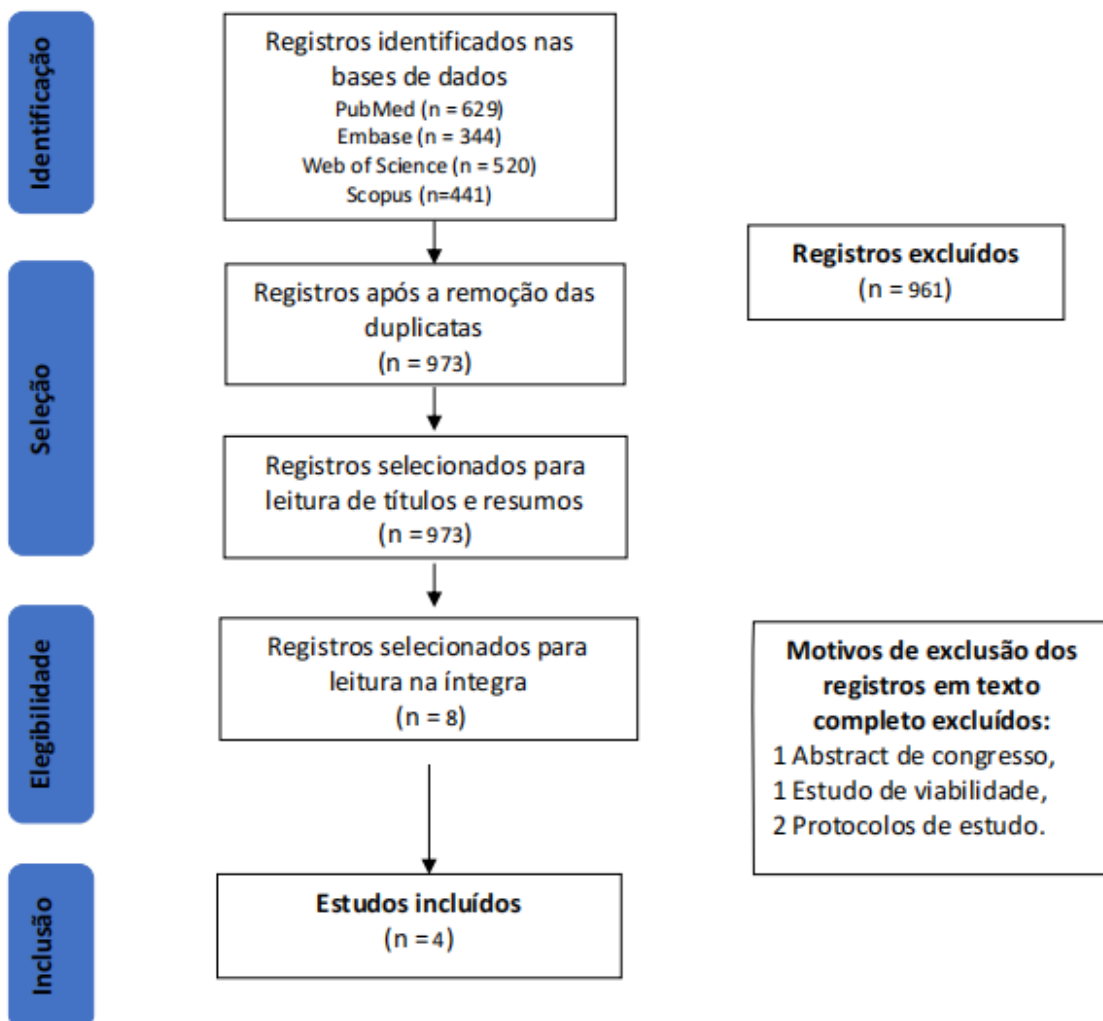 Identificação
Registros identificados nas
bases de dados
PubMed (n = 629)
Embase (n = 344)
Web of Science (n = 520)
Scopus (n=441)
Registros excluídos
(n = 961)
Seleção
Registros após a remoção das
duplicatas
(n = 973)
Registros selecionados para
leitura de títulos e resumos
(n = 973)
Elegibilidade
Registros selecionados para
leitura na íntegra
(n = 8)
Motivos de exclusão dos
registros em texto
completo excluídos:
1 Abstract de congresso,
1 Estudo de viabilidade,
2 Protocolos de estudo.
Inclusão
Estudos incluídos
(n = 4)